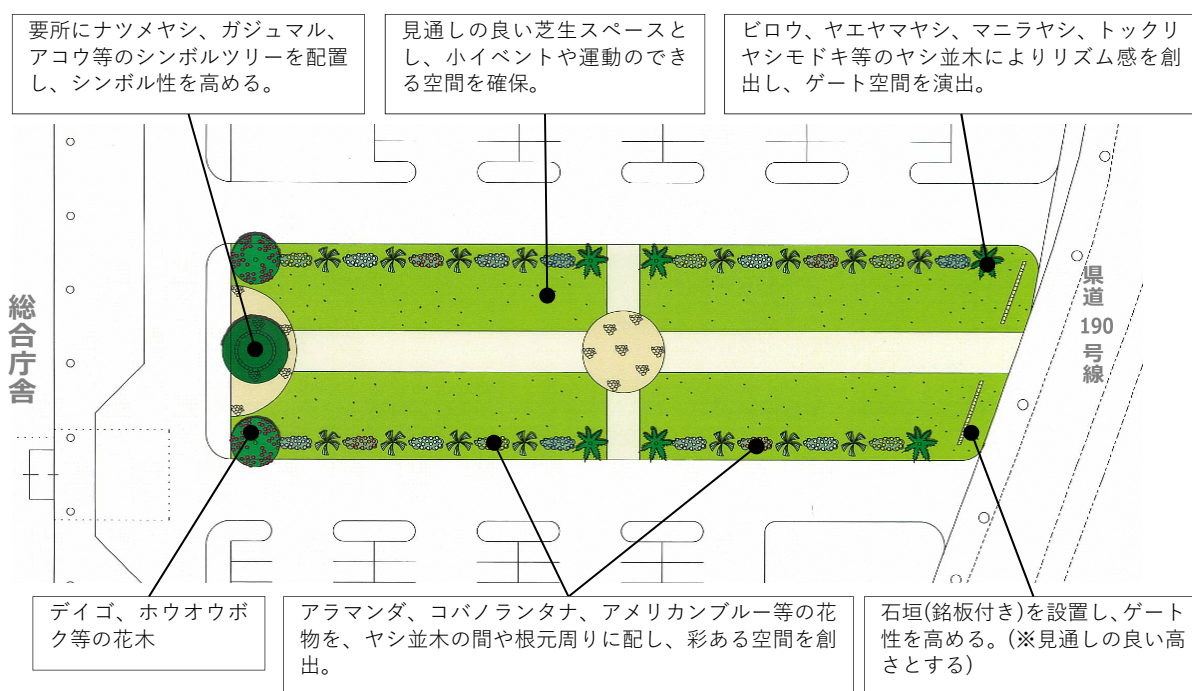 要所にナツメヤシ、ガジュマル、
アコウ等のシンボルツリーを配置
し、シンボル性を高める。
見通しの良い芝生スペースと
し、小イベントや運動のでき
る空間を確保。
ビロウ、ヤエヤマヤシ、マニラヤシ、トックリ
ヤシモドキ等のヤシ並木によりリズム感を創
出し、ゲート空間を演出。
総合庁舎
県道190号線
デイゴ、ホウオウボ
ク等の花木
アラマンダ、コバノランタナ、アメリカンブルー等の花
物を、ヤシ並木の間や根元周りに配し、彩ある空間を創
出。
石垣(銘板付き)を設置し、ゲート
性を高める。(※見通しの良い高
さとする)